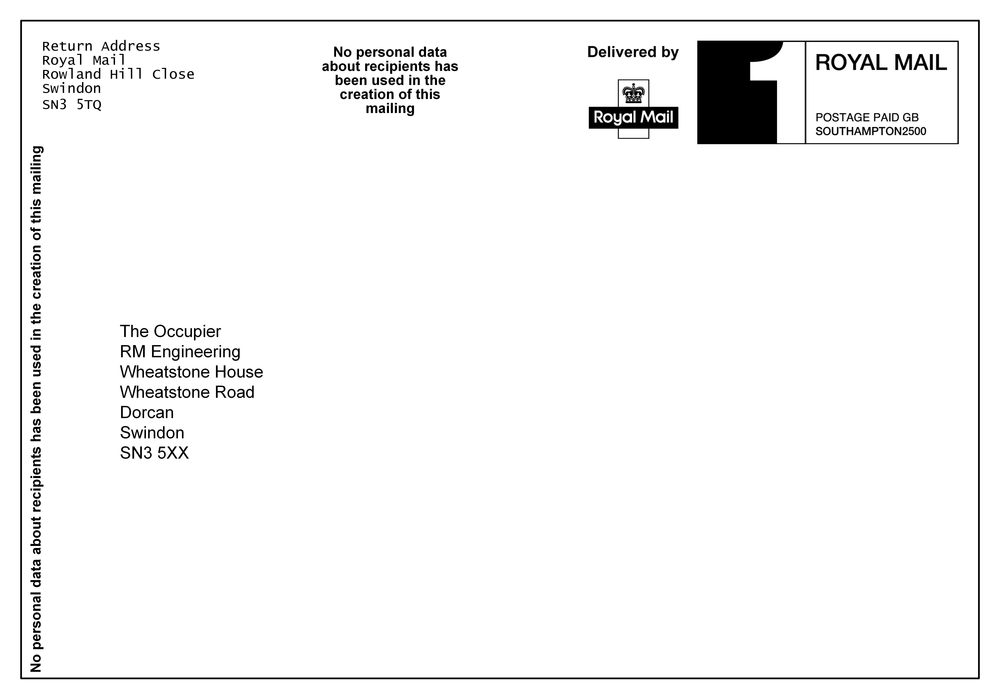 Return Address
Royal Mail
Rowland Hill Close
Swindon
SN3 5TQ
No personal data
about recipients has
been used in the
creation of this
mailing
Delivered by
Royal Mail
1
ROYAL MAIL
POSTAGE PAID GB
SOUTHAMPTON2500
No personal data about recipients has been used in the creation of this mailing
The Occupier
RM Engineering
Wheatstone House
Wheatstone Road
Dorcan
Swindon
SN3 5XX